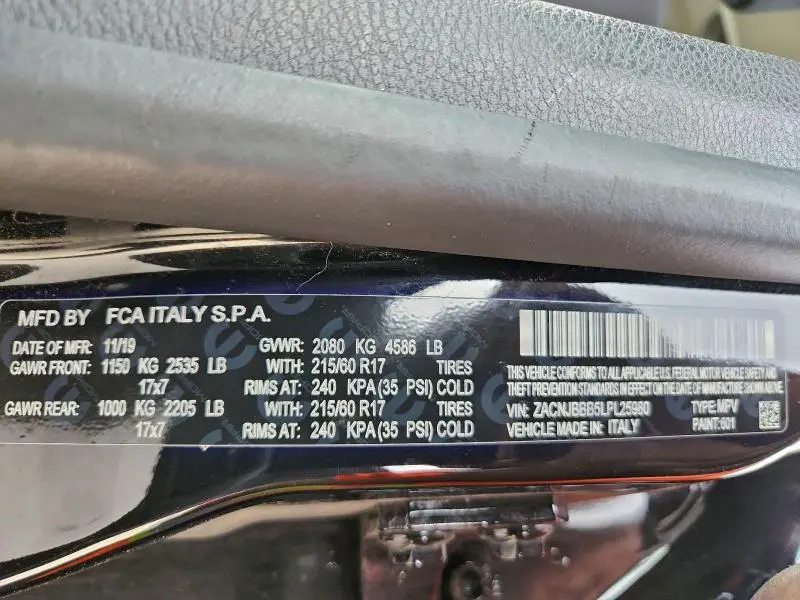 MFD BY FCA ITALY S.P.A.
DATE OF MFR: 11/19 GVWR: 2080 KG 4586 LB
GAWR FRONT: 1150 KG 2535 LB WITH: 215/60 R17 TIRES
17x7 RIMS AT: 240 KPA (35 PSI) COLD
GAWR REAR: 1000 KG 2205 LB WITH: 215/60 R17 TIRES
17x7 RIMS AT: 240 KPA (35 PSI) COLD
THIS VEHICLE CONFORMS TO ALL APPLICABLE U.S. FEDERAL MOTOR VEHICLE SAFETY AND
THEFT PREVENTION STANDARDS IN EFFECT ON THE DATE OF MANUFACTURE SHOWN ABOVE.
VIN: ZACNJBBB5LPL25980 TYPE: MPV
VEHICLE MADE IN: ITALY PAINT: 601